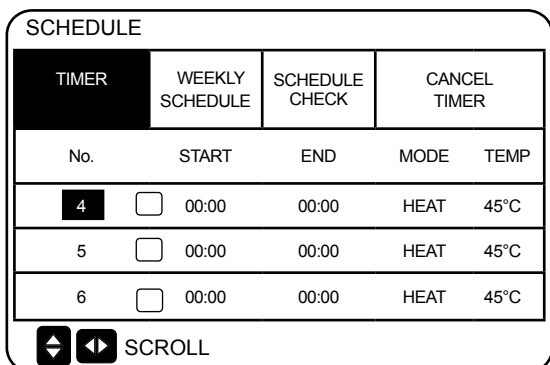 SCHEDULE
TIMER WEEKLY SCHEDULE SCHEDULE CHECK CANCEL TIMER
No. START END MODE TEMP
4 00:00 00:00 HEAT 45°C
5 00:00 00:00 HEAT 45°C
6 00:00 00:00 HEAT 45°C
SCROLL